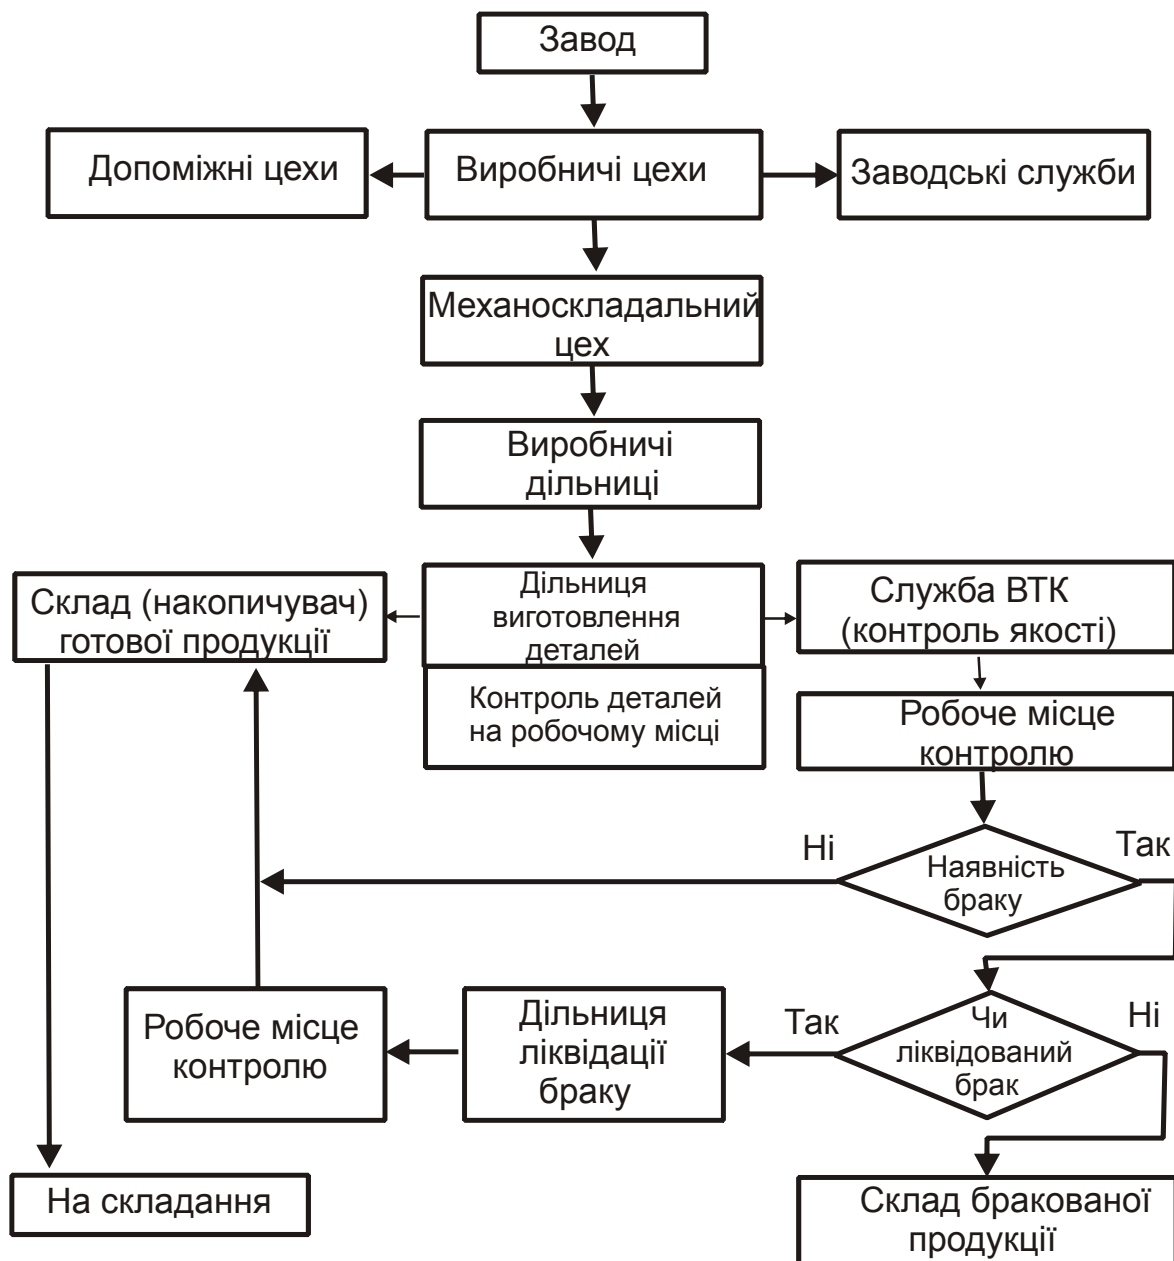 Завод
Допоміжні цехи
Виробничі цехи
Заводські служби
Механоскладальний
цех
Виробничі
дільниці
Склад (накопичувач)
готової продукції
Дільниця
виготовлення
деталей
Служба ВТК
(контроль якості)
Контроль деталей
на робочому місці
Робоче місце
контролю
Ні
Так
Наявність
браку
Робоче місце
контролю
Дільниця
ліквідації
браку
Так
Чи
ліквідований
брак
Ні
На складання
Склад бракованої
продукції